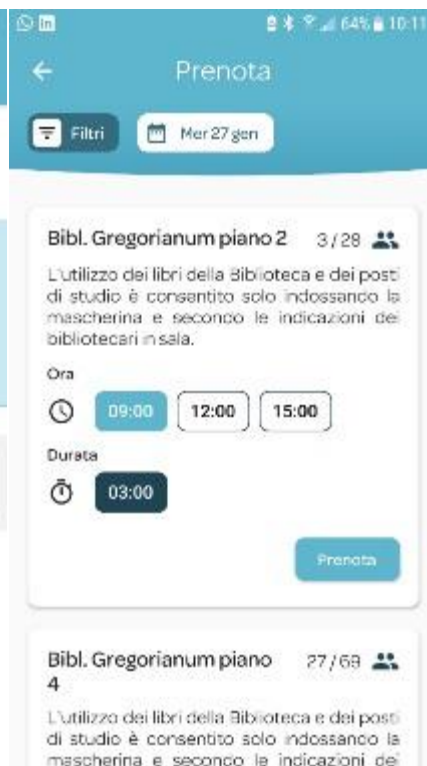 in 64% 10:11
Prenota
Filtri Mer 27 gen
Bibl. Gregorianum piano 2 3/28
L'utilizzo dei libri della Biblioteca e dei posti
di studio è consentito solo indossando la
mascherina e secondo le indicazioni dei
bibliotecari in sala.
Ora
09:00 12:00 15:00
Durata
03:00
Prenota
Bibl. Gregorianum piano 27/69
4
L'utilizzo dei libri della Biblioteca e dei posti
di studio è consentito solo indossando la
mascherina e secondo le indicazioni dei